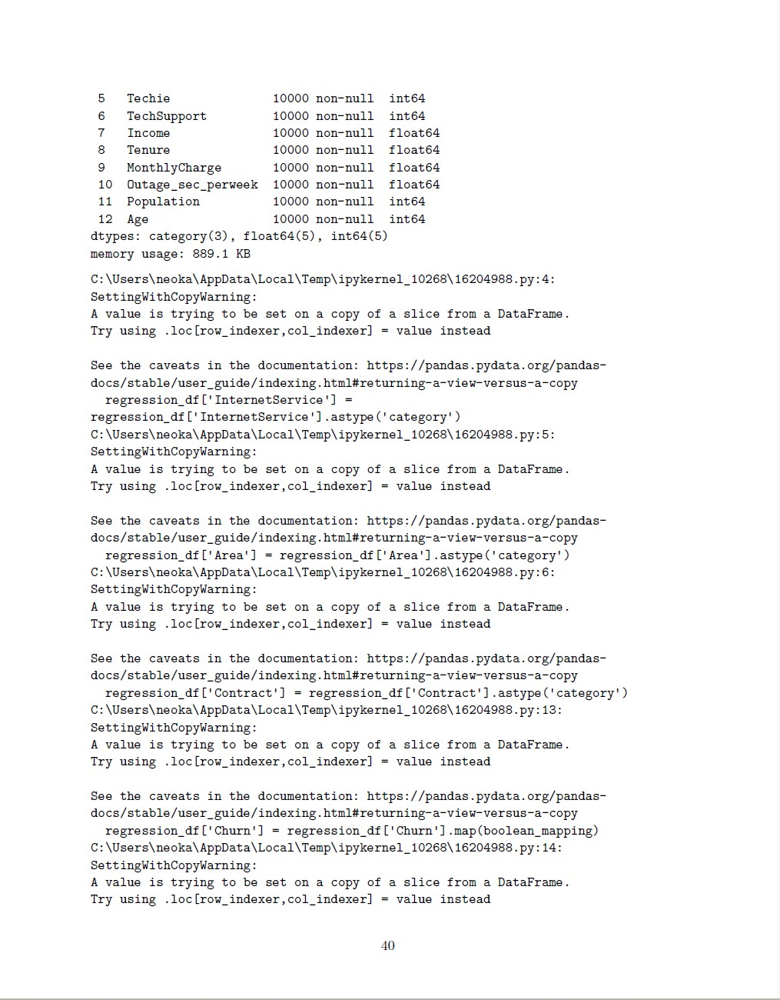 5 Techie 10000 non-null int64
6 TechSupport 10000 non-null int64
7 Income 10000 non-null float64
8 Tenure 10000 non-null float64
9 MonthlyCharge 10000 non-null float64
10 Outage_sec_perweek 10000 non-null float64
11 Population 10000 non-null int64
12 Age 10000 non-null int64
dtypes: category(3), float64(5), int64(5)
memory usage: 889.1 KB
C:\Users\neoka\AppData\Local\Temp\ipykernel_10268\16204988.py:4:
SettingWithCopyWarning:
A value is trying to be set on a copy of a slice from a DataFrame.
Try using .loc[row_indexer,col_indexer] = value instead
See the caveats in the documentation: https://pandas.pydata.org/pandas-
docs/stable/user_guide/indexing.html#returning-a-view-versus-a-copy
regression_df['InternetService'] =
regression_df['InternetService'].astype('category')
C:\Users\neoka\AppData\Local\Temp\ipykernel_10268\16204988.py:5:
SettingWithCopyWarning:
A value is trying to be set on a copy of a slice from a DataFrame.
Try using .loc[row_indexer,col_indexer] = value instead
See the caveats in the documentation: https://pandas.pydata.org/pandas-
docs/stable/user_guide/indexing.html#returning-a-view-versus-a-copy
regression_df['Area'] = regression_df['Area'].astype('category')
C:\Users\neoka\AppData\Local\Temp\ipykernel_10268\16204988.py:6:
SettingWithCopyWarning:
A value is trying to be set on a copy of a slice from a DataFrame.
Try using .loc[row_indexer,col_indexer] = value instead
See the caveats in the documentation: https://pandas.pydata.org/pandas-
docs/stable/user_guide/indexing.html#returning-a-view-versus-a-copy
regression_df['Contract'] = regression_df['Contract'].astype('category')
C:\Users\neoka\AppData\Local\Temp\ipykernel_10268\16204988.py:13:
SettingWithCopyWarning:
A value is trying to be set on a copy of a slice from a DataFrame.
Try using .loc[row_indexer,col_indexer] = value instead
See the caveats in the documentation: https://pandas.pydata.org/pandas-
docs/stable/user_guide/indexing.html#returning-a-view-versus-a-copy
regression_df['Churn'] = regression_df['Churn'].map(boolean_mapping)
C:\Users\neoka\AppData\Local\Temp\ipykernel_10268\16204988.py:14:
SettingWithCopyWarning:
A value is trying to be set on a copy of a slice from a DataFrame.
Try using .loc[row_indexer,col_indexer] = value instead
40